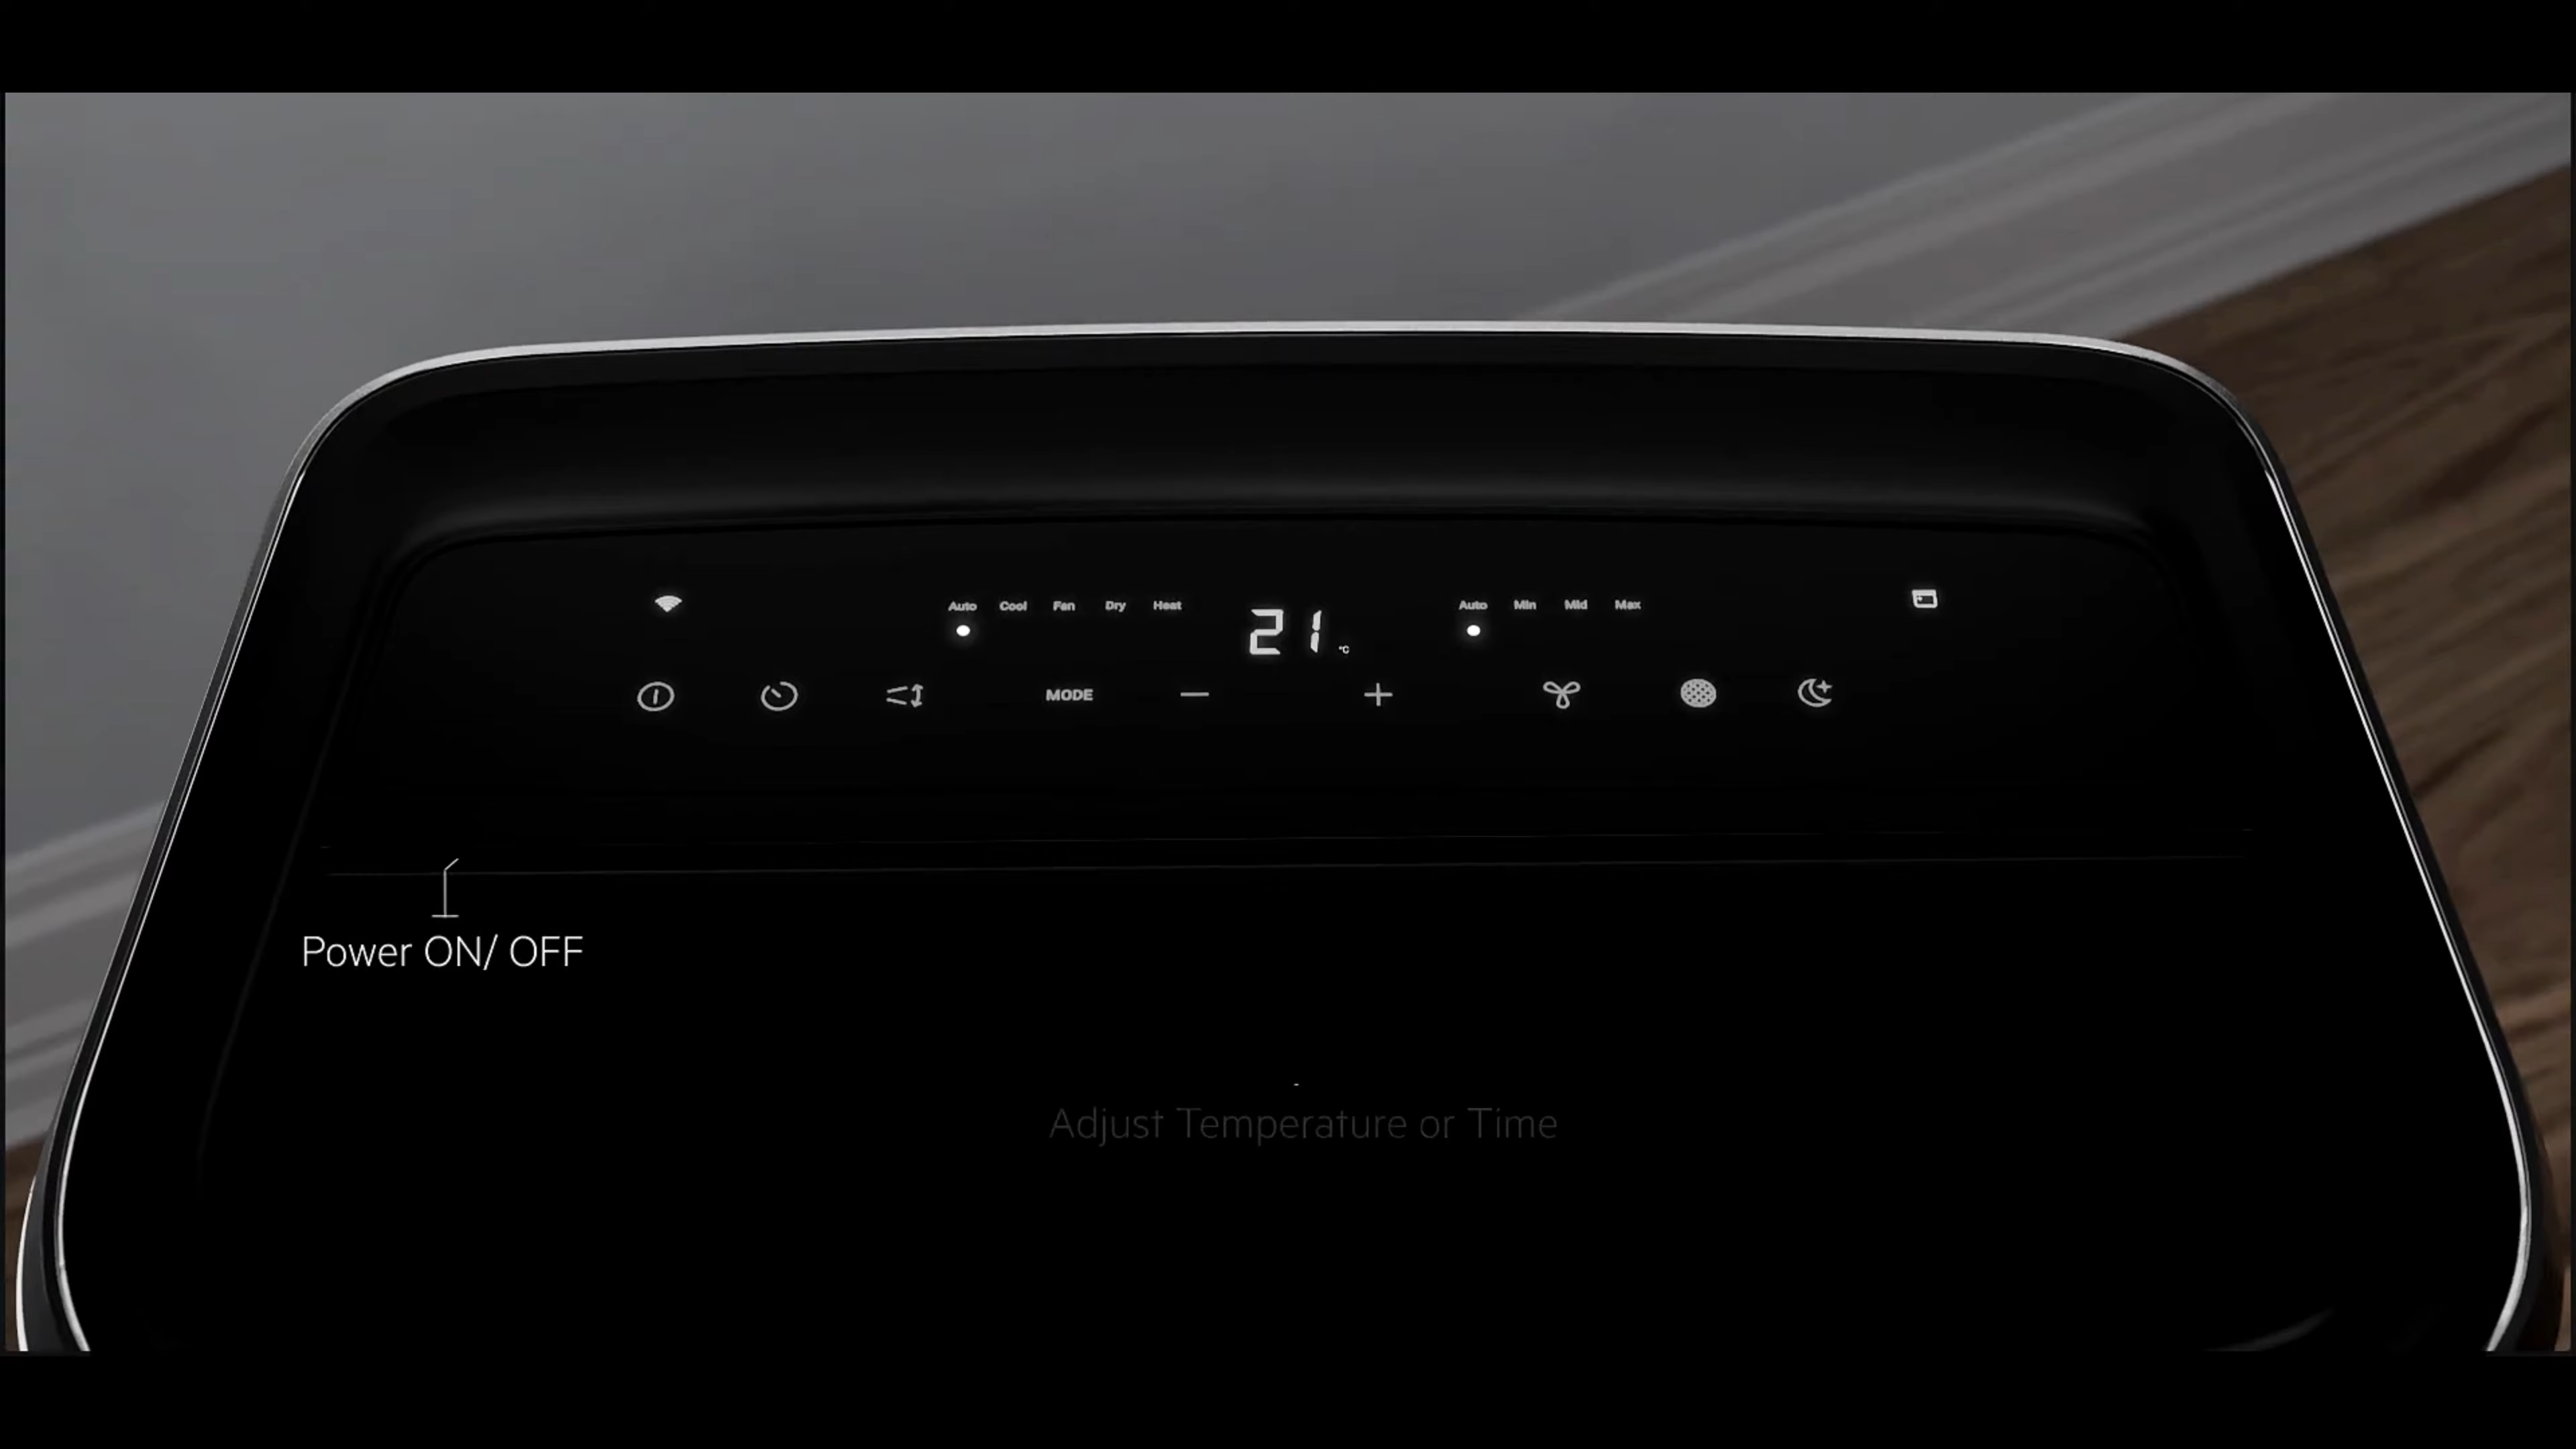 Auto Cool Fan Dry Heat
Auto Min Mid Max
21 °C
MODE
Power ON/ OFF
Adjust Temperature or Time